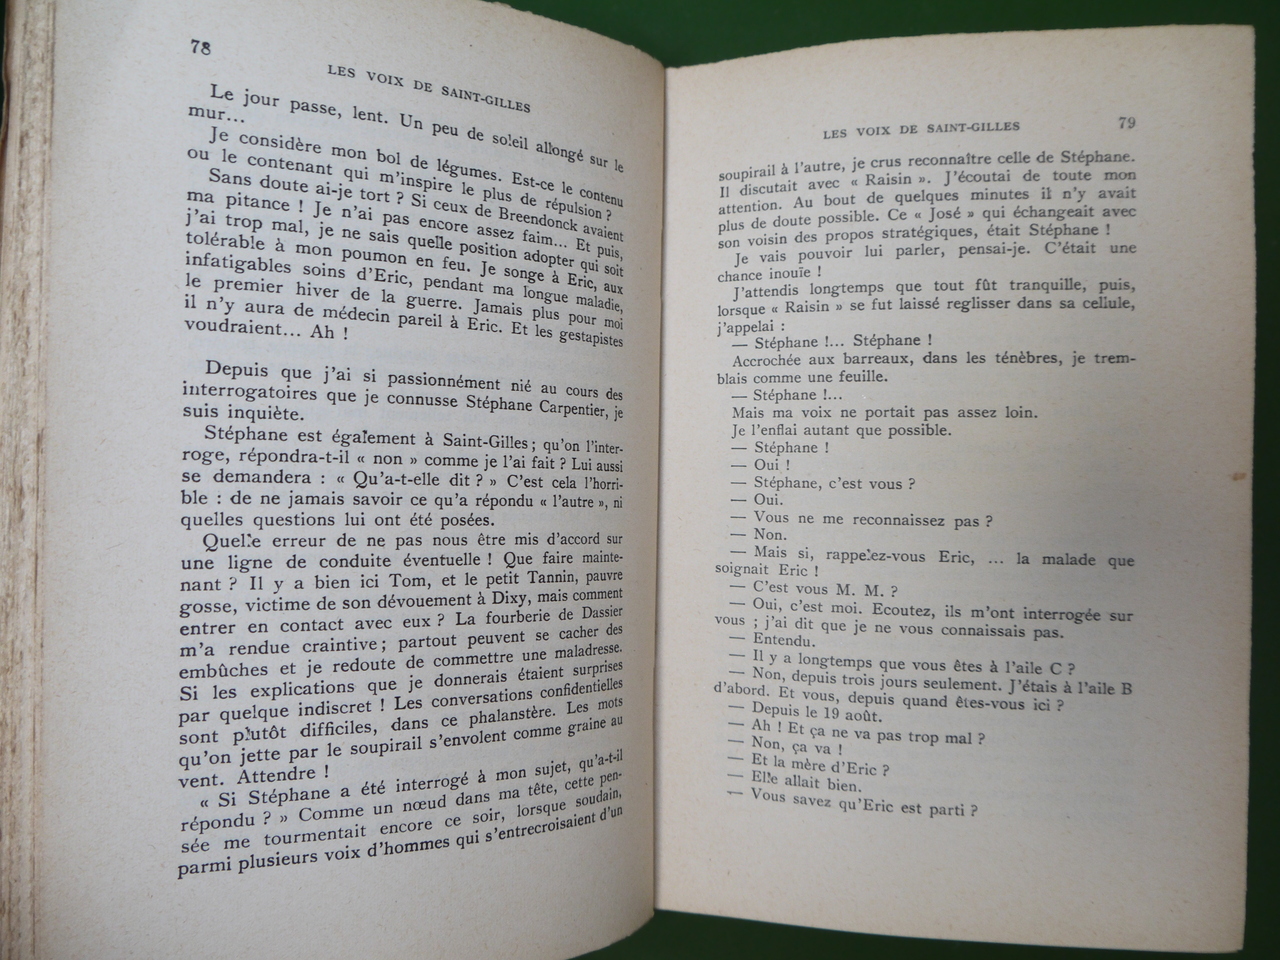 78
LES VOIX DE SAINT-GILLES
Le jour passe, lent. Un peu de soleil allongé sur le
mur...
Je considère mon bol de légumes. Est-ce le contenu
ou le contenant qui m'inspire le plus de répulsion ?
Sans doute ai-je tort ? Si ceux de Breendonck avaient
ma pitance ! Je n'ai pas encore assez faim... Et puis,
j'ai trop mal, je ne sais quelle position adopter qui soit
tolérable à mon poumon en feu. Je songe à Eric, aux
infatigables soins d'Eric, pendant ma longue maladie,
le premier hiver de la guerre. Jamais plus pour moi
il n'y aura de médecin pareil à Eric. Et les gestapistes
voudraient... Ah !
Depuis que j'ai si passionnément nié au cours des
interrogatoires que je connusse Stéphane Carpentier, je
suis inquiète.
Stéphane est également à Saint-Gilles ; qu'on l'inter-
roge, répondra-t-il « non » comme je l'ai fait ? Lui aussi
se demandera : « Qu'a-t-elle dit ? » C'est cela l'horri-
ble : de ne jamais savoir ce qu'a répondu « l'autre », ni
quelles questions lui ont été posées.
Quelle erreur de ne pas nous être mis d'accord sur
une ligne de conduite éventuelle ! Que faire mainte-
nant ? Il y a bien ici Tom, et le petit Tannin, pauvre
gosse, victime de son dévouement à Dixy, mais comment
entrer en contact avec eux ? La fourberie de Dassier
m'a rendue craintive ; partout peuvent se cacher des
embûches et je redoute de commettre une maladresse.
Si les explications que je donnerais étaient surprises
par quelque indiscret ! Les conversations confidentielles
sont plutôt difficiles, dans ce phalanstère. Les mots
qu'on jette par le soupirail s'envolent comme graine au
vent. Attendre !
« Si Stéphane a été interrogé à mon sujet, qu'a-t-il
répondu ? » Comme un nœud dans ma tête, cette pen-
sée me tourmentait encore ce soir, lorsque soudain,
parmi plusieurs voix d'hommes qui s'entrecroisaient d'un
LES VOIX DE SAINT-GILLES
79
soupirail à l'autre, je crus reconnaître celle de Stéphane.
Il discutait avec « Raisin ». J'écoutai de toute mon
attention. Au bout de quelques minutes il n'y avait
plus de doute possible. Ce « José » qui échangeait avec
son voisin des propos stratégiques, était Stéphane !
Je vais pouvoir lui parler, pensai-je. C'était une
chance inouïe !
J'attendis longtemps que tout fût tranquille, puis,
lorsque « Raisin » se fut laissé reglisser dans sa cellule,
j'appelai :
— Stéphane !... Stéphane !
Accrochée aux barreaux, dans les ténèbres, je trem-
blais comme une feuille.
— Stéphane !...
Mais ma voix ne portait pas assez loin.
Je l'enflai autant que possible.
— Stéphane !
— Oui !
— Stéphane, c'est vous ?
— Oui.
— Vous ne me reconnaissez pas ?
— Non.
— Mais si, rappelez-vous Eric, ... la malade que
soignait Eric !
— C'est vous M. M. ?
— Oui, c'est moi. Ecoutez, ils m'ont interrogée sur
vous ; j'ai dit que je ne vous connaissais pas.
— Entendu.
— Il y a longtemps que vous êtes à l'aile C ?
— Non, depuis trois jours seulement. J'étais à l'aile B
d'abord. Et vous, depuis quand êtes-vous ici ?
— Depuis le 19 août.
— Ah ! Et ça ne va pas trop mal ?
— Non, ça va !
— Et la mère d'Eric ?
— Elle allait bien.
— Vous savez qu'Eric est parti ?